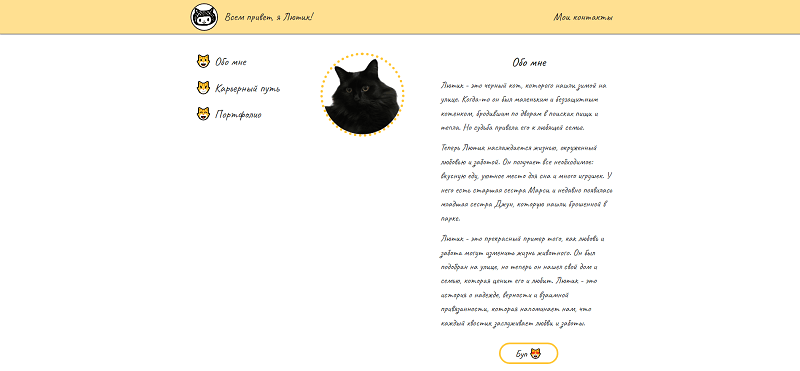 Всем привет, я Лютик!
Мои контакты
Обо мне
Карьерный путь
Портфолио
Обо мне
Лютик - это черный кот, которого нашли зимой на
улице. Когда-то он был маленьким и беззащитным
котенком, бродившим по дворам в поисках пищи и
тепла. Но судьба привела его к любящей семье.
Теперь Лютик наслаждается жизнью, окруженный
любовью и заботой. Он получает все необходимое:
вкусную еду, уютное место для сна и много игрушек. У
него есть старшая сестра Марси и недавно появилась
младшая сестра Джун, которую нашли брошенной в
парке.
Лютик - это прекрасный пример того, как любовь и
забота могут изменить жизнь животного. Он был
подобран на улице, но теперь он нашел свой дом и
семью, которая ценит его и любит. Лютик - это
история о надежде, верности и взаимной
привязанности, которая напоминает нам, что
каждый хвостик заслуживает любви и заботы.
Буп